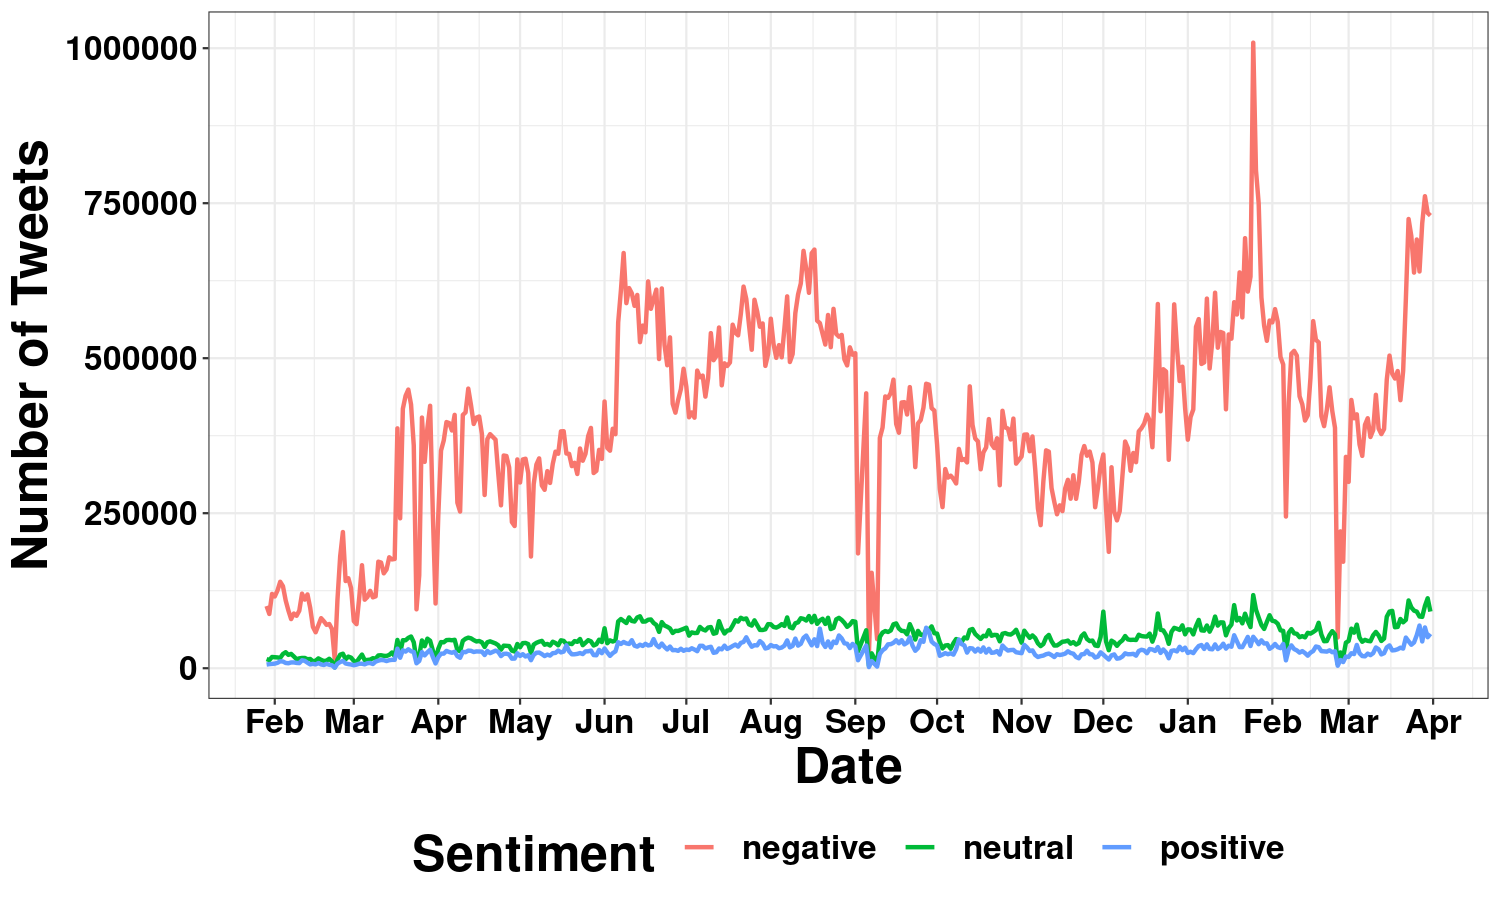 Number of Tweets
1000000
750000
500000
250000
0
Feb Mar Apr May Jun Jul Aug Sep Oct Nov Dec Jan Feb Mar Apr
Date
Sentiment negative neutral positive